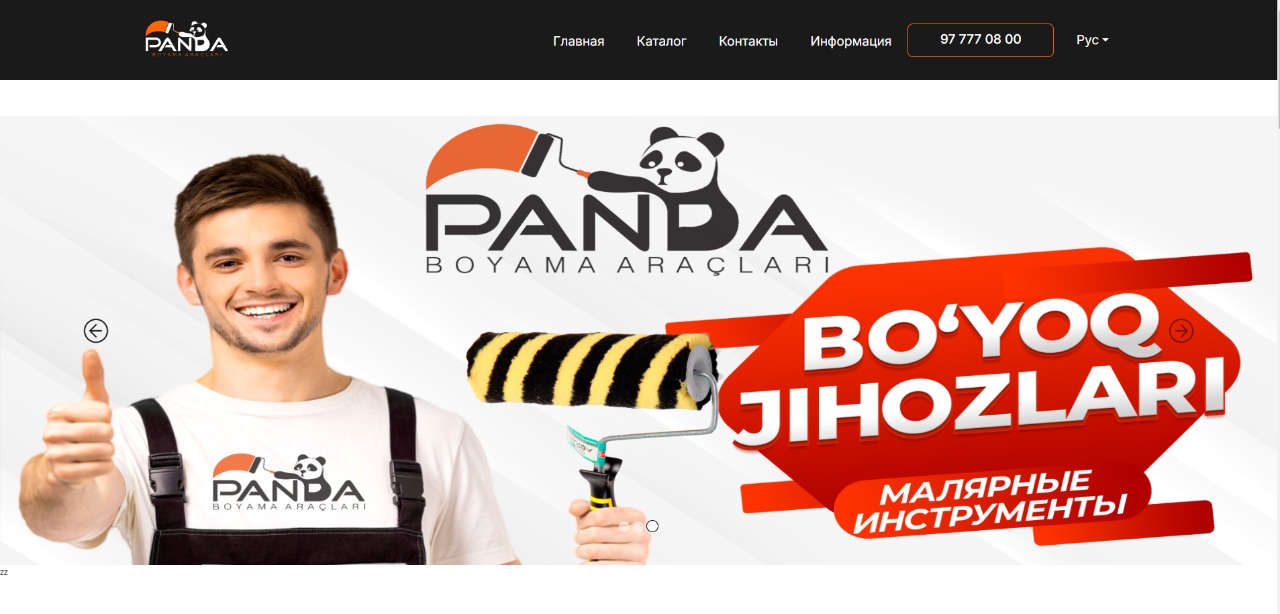 PANDA
BOYAMA ARAÇLARI
Главная
Каталог
Контакты
Информация
97 777 08 00
Рус
PANDA
BOYAMA ARAÇLARI
BO‘YOQ
JIHOZLARI
PANDA
BOYAMA ARAÇLARI
МАЛЯРНЫЕ
ИНСТРУМЕНТЫ
zz